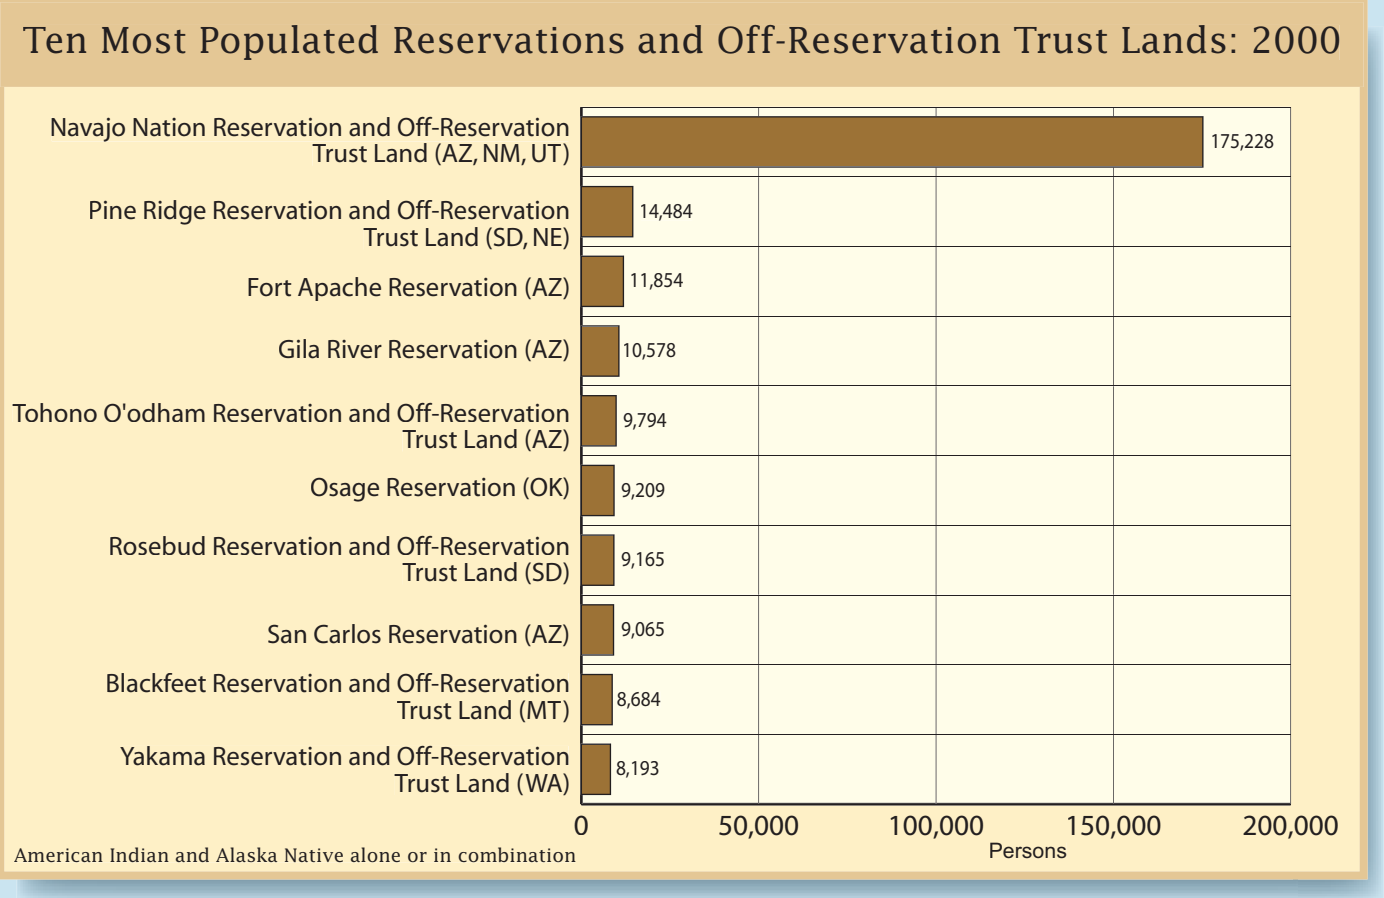 Ten Most Populated Reservations and Off-Reservation Trust Lands: 2000
Navajo Nation Reservation and Off-Reservation
Trust Land (AZ, NM, UT)
175,228
Pine Ridge Reservation and Off-Reservation
Trust Land (SD, NE)
14,484
Fort Apache Reservation (AZ)
11,854
Gila River Reservation (AZ)
10,578
Tohono O'odham Reservation and Off-Reservation
Trust Land (AZ)
9,794
Osage Reservation (OK)
9,209
Rosebud Reservation and Off-Reservation
Trust Land (SD)
9,165
San Carlos Reservation (AZ)
9,065
Blackfeet Reservation and Off-Reservation
Trust Land (MT)
8,684
Yakama Reservation and Off-Reservation
Trust Land (WA)
8,193
0 50,000 100,000 150,000 200,000
Persons
American Indian and Alaska Native alone or in combination